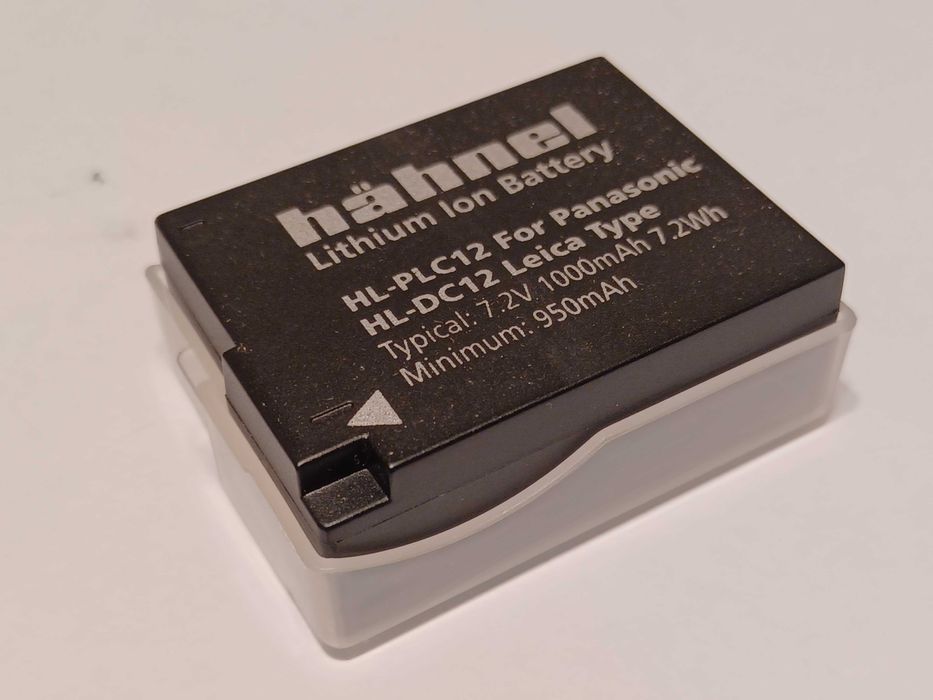 hähnel
Lithium Ion Battery
HL-PLC12 For Panasonic
HL-DC12 Leica Type
Typical: 7.2V 1000mAh 7.2Wh
Minimum: 950mAh